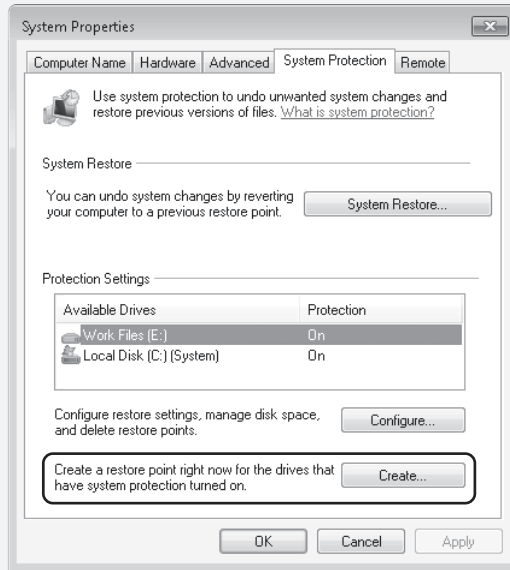 System Properties
Computer Name Hardware Advanced System Protection Remote
Use system protection to undo unwanted system changes and
restore previous versions of files. What is system protection?
System Restore
You can undo system changes by reverting
your computer to a previous restore point.
System Restore...
Protection Settings
Available Drives Protection
Work Files (E:) On
Local Disk (C:) (System) On
Configure restore settings, manage disk space,
and delete restore points.
Configure...
Create a restore point right now for the drives that
have system protection turned on.
Create...
OK Cancel Apply